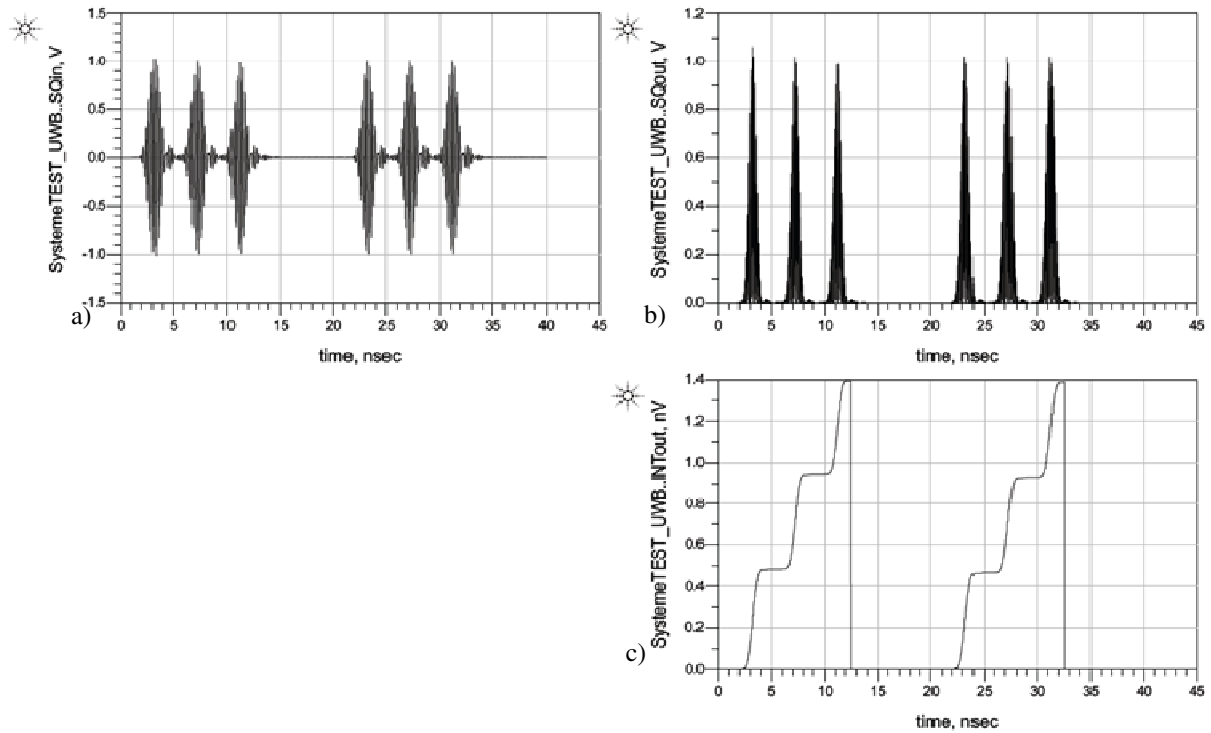 SystemeTEST_UWB..SQin, V
1.5
1.0
0.5
0.0
-0.5
-1.0
-1.5
0 5 10 15 20 25 30 35 40 45
time, nsec
a)
SystemeTEST_UWB..SQout, V
1.2
1.0
0.8
0.6
0.4
0.2
0.0
0 5 10 15 20 25 30 35 40 45
time, nsec
b)
SystemeTEST_UWB..INTout, nV
1.4
1.2
1.0
0.8
0.6
0.4
0.2
0.0
0 5 10 15 20 25 30 35 40 45
time, nsec
c)